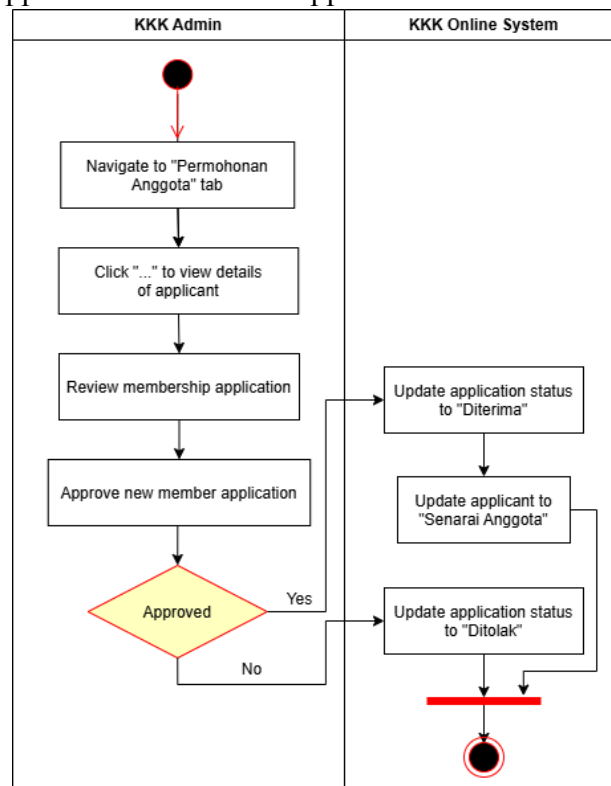 KKK Admin
KKK Online System
Navigate to "Permohonan
Anggota" tab
Click "..." to view details
of applicant
Review membership application
Approve new member application
Approved
Yes
No
Update application status
to "Diterima"
Update applicant to
"Senarai Anggota"
Update application status
to "Ditolak"